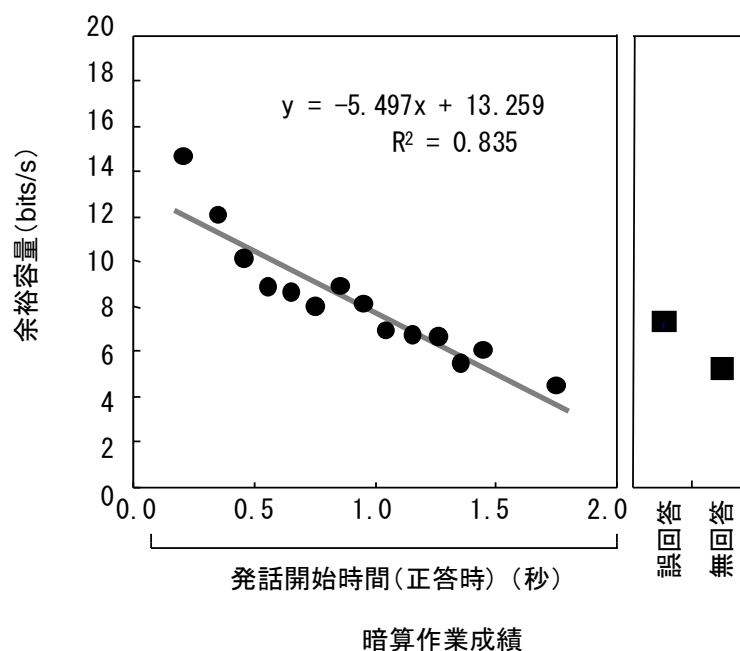 余裕容量(bits/s)
20
18
16
14
12
10
8
6
4
2
0
y = -5.497x + 13.259
R² = 0.835
0.0 0.5 1.0 1.5 2.0
誤回答
無回答
発話開始時間(正答時)(秒)
暗算作業成績